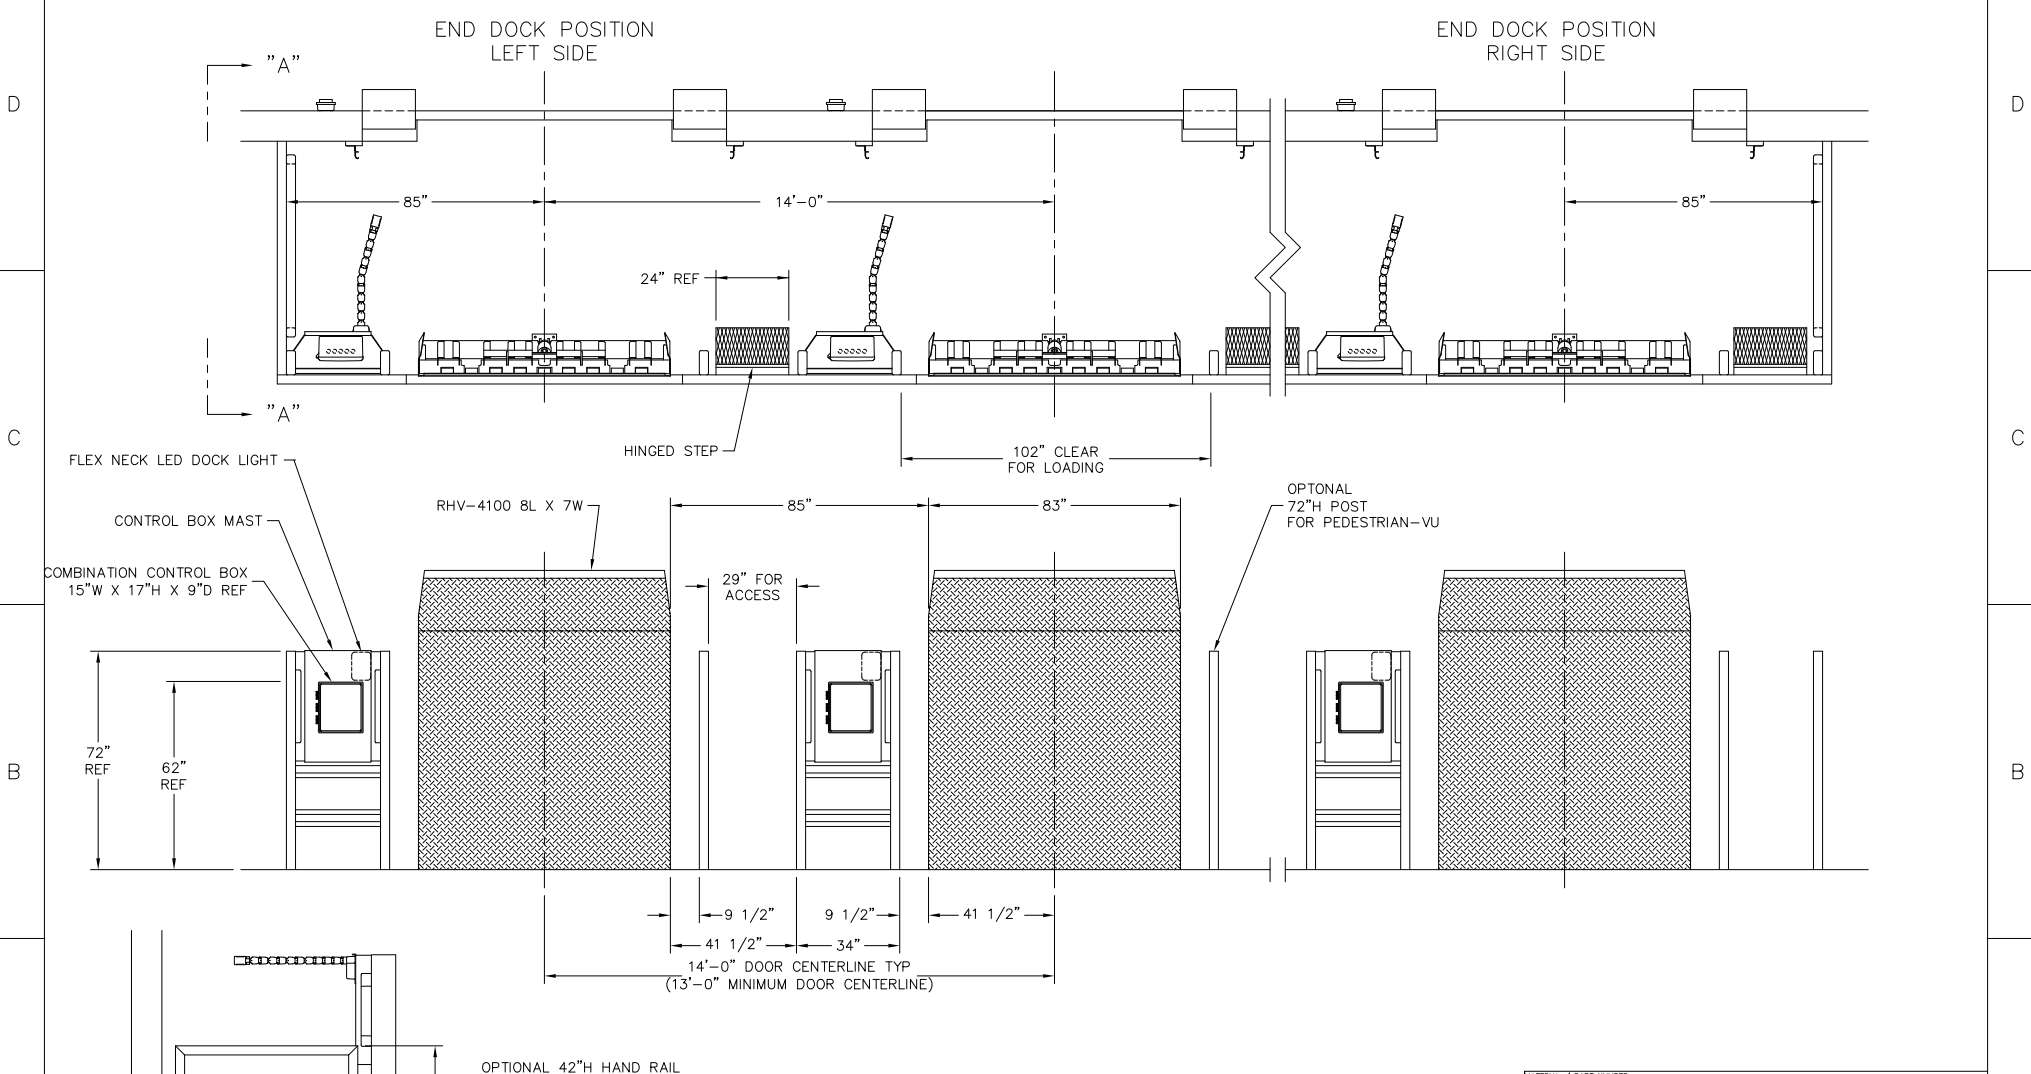 END DOCK POSITION
LEFT SIDE
END DOCK POSITION
RIGHT SIDE
"A"
D
D
85"
14'-0"
85"
24" REF
"A"
C
C
HINGED STEP
102" CLEAR
FOR LOADING
FLEX NECK LED DOCK LIGHT
RHV-4100 8L X 7W
85"
83"
OPTIONAL
72"H POST
FOR PEDESTRIAN-VU
CONTROL BOX MAST
COMBINATION CONTROL BOX
15"W X 17"H X 9"D REF
29" FOR
ACCESS
72"
REF
62"
REF
B
B
9 1/2"
9 1/2"
41 1/2"
41 1/2"
34"
14'-0" DOOR CENTERLINE TYP
(13'-0" MINIMUM DOOR CENTERLINE)
OPTIONAL 42"H HAND RAIL